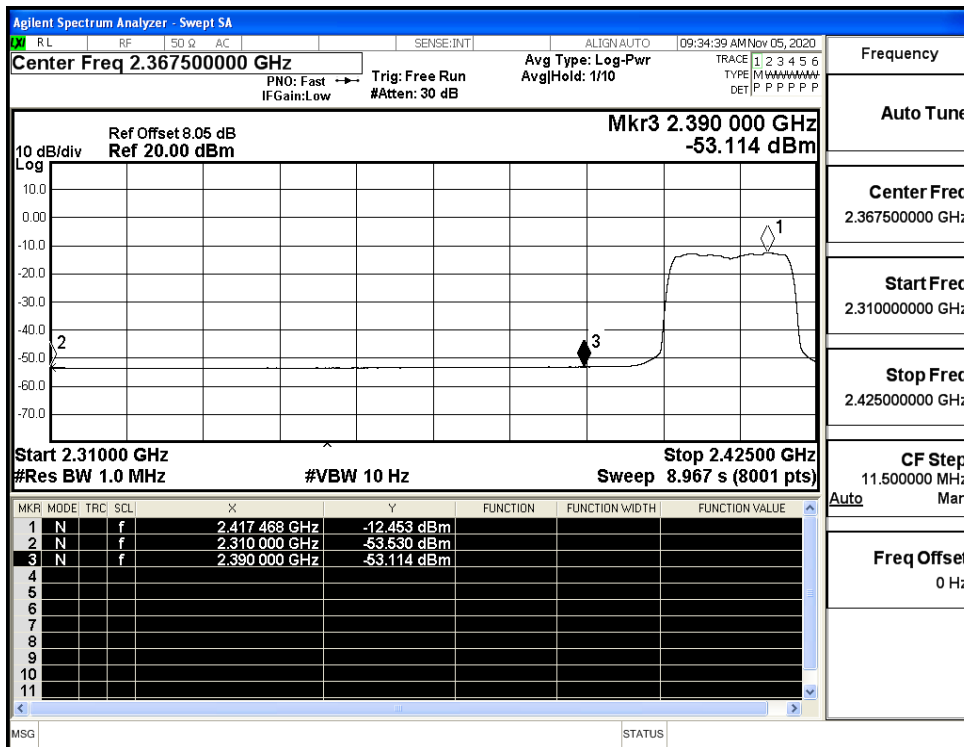 Agilent Spectrum Analyzer - Swept SA
LXI RL RF 50 Ω AC SENSE:INT ALIGNAUTO 09:34:39 AM Nov 05, 2020
Center Freq 2.367500000 GHz
PNO: Fast
IFGain:Low
Trig: Free Run
#Atten: 30 dB
Avg Type: Log-Pwr
Avg|Hold: 1/10
TRACE 1 2 3 4 5 6
TYPE M W W W W W
DET P P P P P P
Ref Offset 8.05 dB
Ref 20.00 dBm
10 dB/div
Log
Mkr3 2.390 000 GHz
-53.114 dBm
10.0
0.00
-10.0
-20.0
-30.0
-40.0
-50.0
-60.0
-70.0
1
2
3
Start 2.31000 GHz Stop 2.42500 GHz
#Res BW 1.0 MHz #VBW 10 Hz Sweep 8.967 s (8001 pts)
MKR MODE TRC SCL X Y FUNCTION FUNCTION WIDTH FUNCTION VALUE
1 N f 2.417 468 GHz -12.453 dBm
2 N f 2.310 000 GHz -53.530 dBm
3 N f 2.390 000 GHz -53.114 dBm
4
5
6
7
8
9
10
11
MSG STATUS
Frequency
Auto Tune
Center Freq
2.367500000 GHz
Start Freq
2.310000000 GHz
Stop Freq
2.425000000 GHz
CF Step
11.500000 MHz
Auto Man
Freq Offset
0 Hz